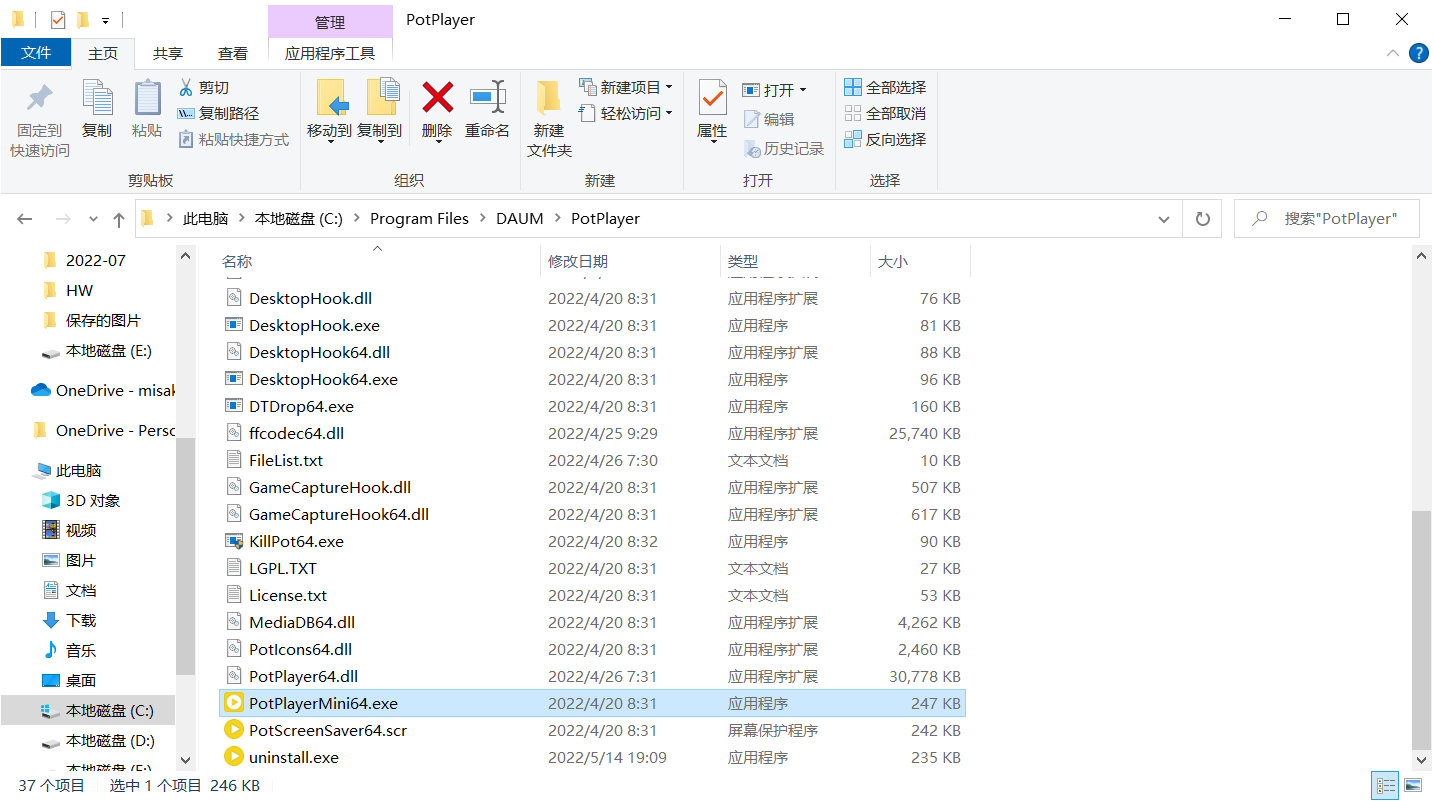 管理
PotPlayer
文件
主页
共享
查看
应用程序工具
固定到
快速访问
复制
粘贴
剪切
复制路径
粘贴快捷方式
剪贴板
移动到
复制到
删除
重命名
组织
新建
文件夹
新建项目
轻松访问
新建
属性
打开
编辑
历史记录
打开
全部选择
全部取消
反向选择
选择
此电脑 > 本地磁盘 (C:) > Program Files > DAUM > PotPlayer
搜索"PotPlayer"
2022-07
HW
保存的图片
本地磁盘 (E:)
OneDrive - misak
OneDrive - Perso
此电脑
3D 对象
视频
图片
文档
下载
音乐
桌面
本地磁盘 (C:)
本地磁盘 (D:)
本地磁盘 (E:)
名称 修改日期 类型 大小
DesktopHook.dll 2022/4/20 8:31 应用程序扩展 76 KB
DesktopHook.exe 2022/4/20 8:31 应用程序 81 KB
DesktopHook64.dll 2022/4/20 8:31 应用程序扩展 88 KB
DesktopHook64.exe 2022/4/20 8:31 应用程序 96 KB
DTDrop64.exe 2022/4/20 8:31 应用程序 160 KB
ffcodec64.dll 2022/4/25 9:29 应用程序扩展 25,740 KB
FileList.txt 2022/4/26 7:30 文本文档 10 KB
GameCaptureHook.dll 2022/4/20 8:31 应用程序扩展 507 KB
GameCaptureHook64.dll 2022/4/20 8:31 应用程序扩展 617 KB
KillPot64.exe 2022/4/20 8:32 应用程序 90 KB
LGPL.TXT 2022/4/20 8:31 文本文档 27 KB
License.txt 2022/4/20 8:31 文本文档 53 KB
MediaDB64.dll 2022/4/20 8:31 应用程序扩展 4,262 KB
PotIcons64.dll 2022/4/20 8:31 应用程序扩展 2,460 KB
PotPlayer64.dll 2022/4/26 7:31 应用程序扩展 30,778 KB
PotPlayerMini64.exe 2022/4/20 8:31 应用程序 247 KB
PotScreenSaver64.scr 2022/4/20 8:31 屏幕保护程序 242 KB
uninstall.exe 2022/5/14 19:09 应用程序 235 KB
37 个项目 选中 1 个项目 246 KB